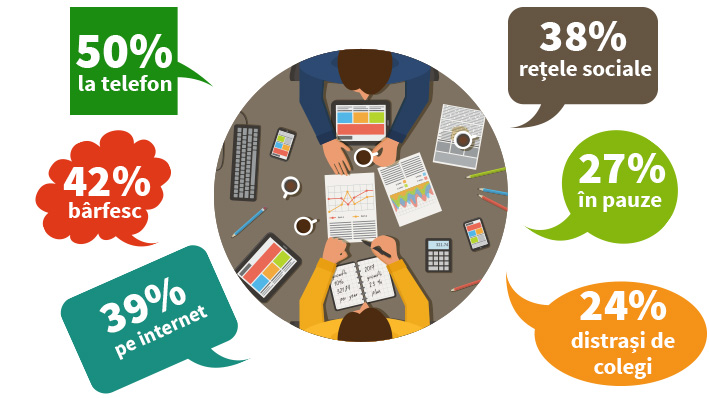 50%
la telefon
38%
rețele sociale
42%
bârfesc
27%
în pauze
39%
pe internet
24%
distrași de
colegi